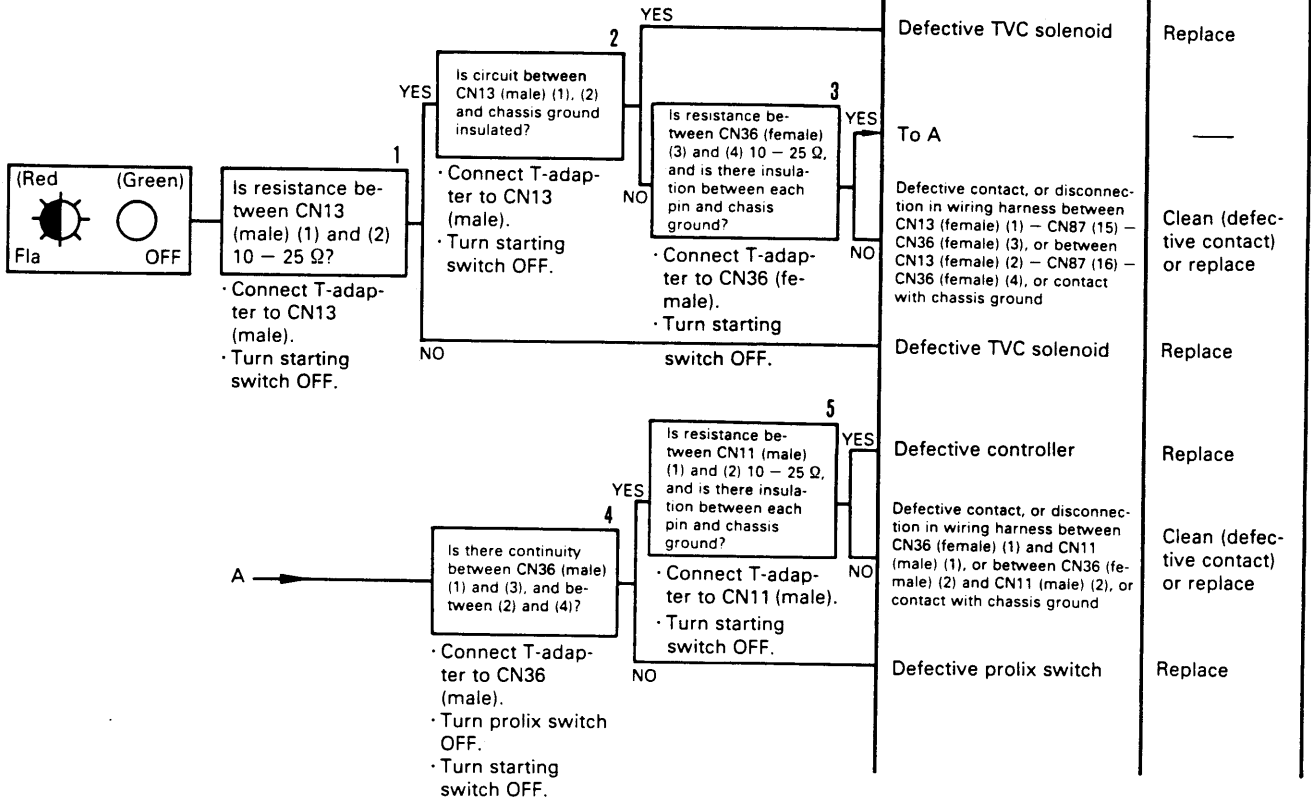 (Red
(Green)
Fla
OFF
1
Is resistance be-
tween CN13
(male) (1) and (2)
10 – 25 Ω?
· Connect T-adap-
ter to CN13
(male).
· Turn starting
switch OFF.
YES
NO
2
Is circuit between
CN13 (male) (1), (2)
and chassis ground
insulated?
· Connect T-adap-
ter to CN13
(male).
· Turn starting
switch OFF.
YES
NO
3
Is resistance be-
tween CN36 (female)
(3) and (4) 10 – 25 Ω,
and is there insula-
tion between each
pin and chasis
ground?
· Connect T-adap-
ter to CN36 (fe-
male).
· Turn starting
switch OFF.
YES
NO
Defective TVC solenoid
Replace
To A
—
Defective contact, or disconnec-
tion in wiring harness between
CN13 (female) (1) – CN87 (15) –
CN36 (female) (3), or between
CN13 (female) (2) – CN87 (16) –
CN36 (female) (4), or contact
with chassis ground
Clean (defec-
tive contact)
or replace
Defective TVC solenoid
Replace
A
4
Is there continuity
between CN36 (male)
(1) and (3), and be-
tween (2) and (4)?
· Connect T-adap-
ter to CN36
(male).
· Turn prolix switch
OFF.
· Turn starting
switch OFF.
YES
NO
5
Is resistance be-
tween CN11 (male)
(1) and (2) 10 – 25 Ω,
and is there insula-
tion between each
pin and chassis
ground?
· Connect T-adap-
ter to CN11 (male).
· Turn starting
switch OFF.
YES
NO
Defective controller
Replace
Defective contact, or disconnec-
tion in wiring harness between
CN36 (female) (1) and CN11
(male) (1), or between CN36 (fe-
male) (2) and CN11 (male) (2), or
contact with chassis ground
Clean (defec-
tive contact)
or replace
Defective prolix switch
Replace